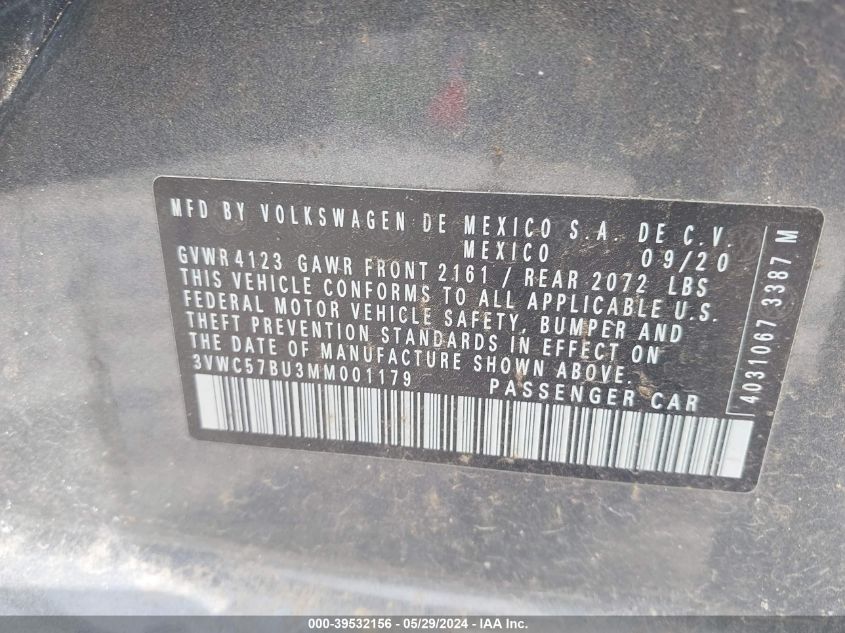 MFD BY VOLKSWAGEN DE MEXICO S.A. DE C.V.
MEXICO 09/20
GVWR 4123 GAWR FRONT 2161 / REAR 2072 LBS
THIS VEHICLE CONFORMS TO ALL APPLICABLE U.S.
FEDERAL MOTOR VEHICLE SAFETY, BUMPER AND
THEFT PREVENTION STANDARDS IN EFFECT ON
THE DATE OF MANUFACTURE SHOWN ABOVE.
3VWC57BU3MM001179 PASSENGER CAR
4031067 3387 M
000-39532156 - 05/29/2024 - IAA Inc.